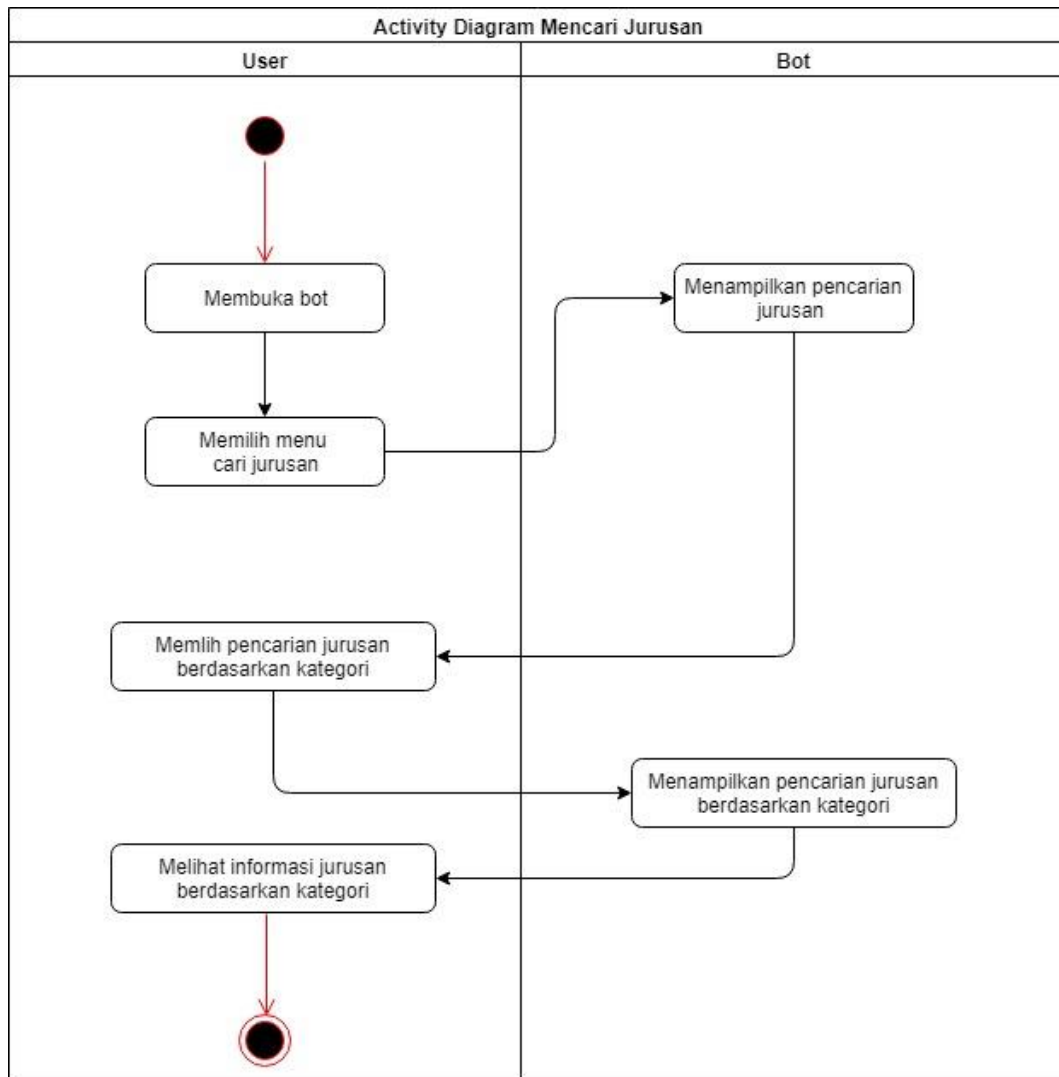 Activity Diagram Mencari Jurusan
User
Bot
Membuka bot
Menampilkan pencarian
jurusan
Memilih menu
cari jurusan
Memlih pencarian jurusan
berdasarkan kategori
Menampilkan pencarian jurusan
berdasarkan kategori
Melihat informasi jurusan
berdasarkan kategori